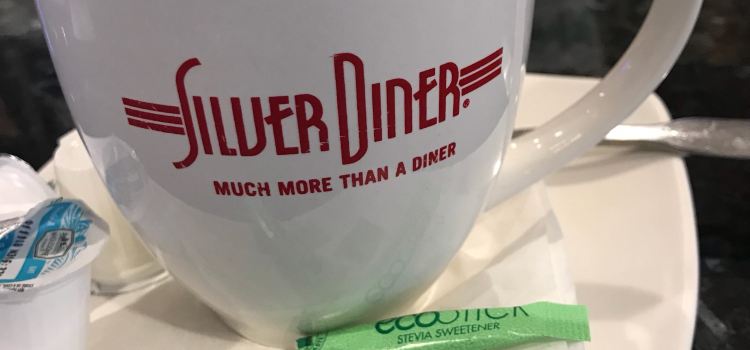 SILVER DINER®
MUCH MORE THAN A DINER
ecoSTICK
STEVIA SWEETENER